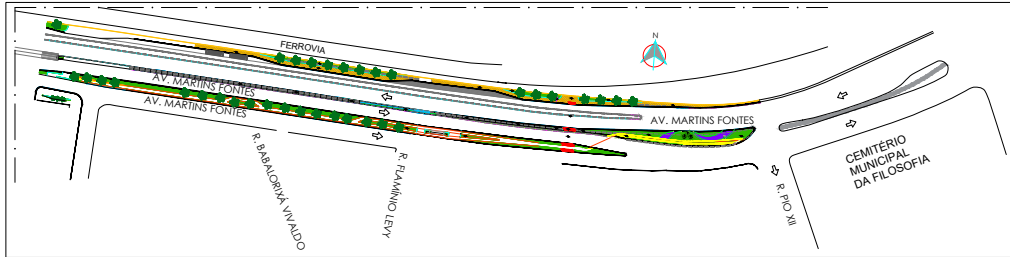 FERROVIA
N
AV. MARTINS FONTES
AV. MARTINS FONTES
AV. MARTINS FONTES
R. BABALORIXÁ VIVALDO
R. FLAMÍNIO LEVY
R. PIO XII
CEMITÉRIO
MUNICIPAL
DA FILOSOFIA